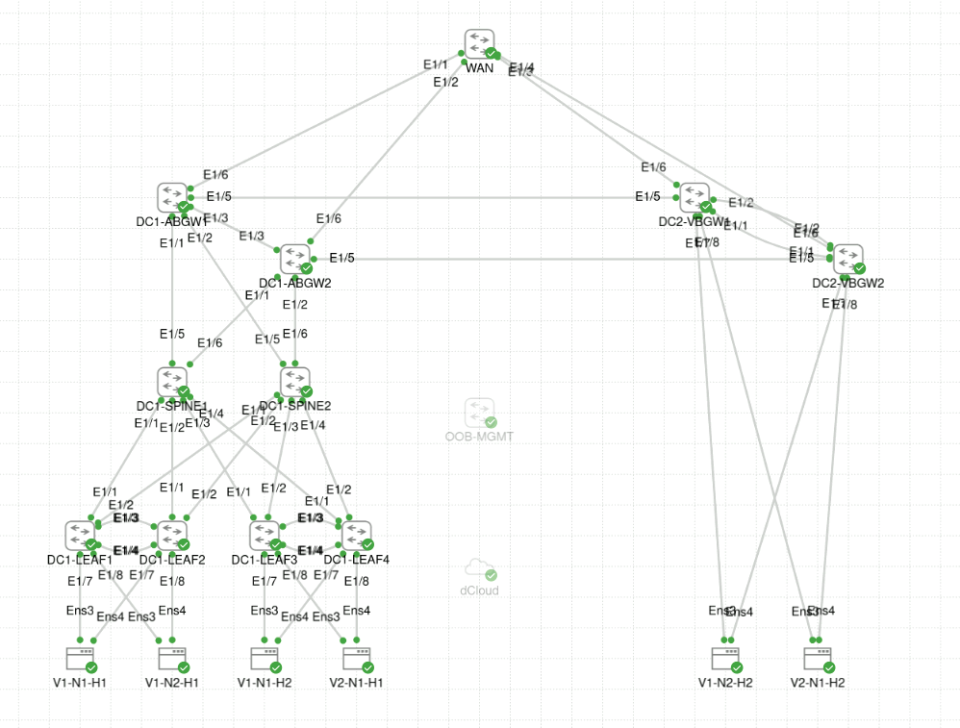 WAN
E1/1
E1/2
E1/4
E1/3
E1/6
E1/5
DC1-ABGW1
E1/3
E1/1
E1/2
E1/3
E1/6
E1/5
DC1-ABGW2
E1/1
E1/2
E1/6
E1/5
DC2-VBGW1
E1/2
E1/1
E1/8
E1/2
E1/6
E1/1
E1/5
DC2-VBGW2
E1/8
E1/5
E1/6
E1/5
E1/6
DC1-SPINE1
DC1-SPINE2
E1/4
E1/1
E1/2
E1/3
E1/1
E1/2
E1/3
E1/4
OOB-MGMT
E1/1
E1/2
E1/1
E1/2
E1/1
E1/2
E1/1
E1/2
E1/3
E1/3
E1/4
E1/4
DC1-LEAF1
DC1-LEAF2
DC1-LEAF3
DC1-LEAF4
E1/7
E1/8
E1/7
E1/8
E1/7
E1/8
E1/7
E1/8
dCloud
Ens3
Ens4
Ens3
Ens4
Ens3
Ens4
Ens3
Ens4
Ens3
Ens4
Ens3
Ens4
V1-N1-H1
V1-N2-H1
V1-N1-H2
V2-N1-H1
V1-N2-H2
V2-N1-H2